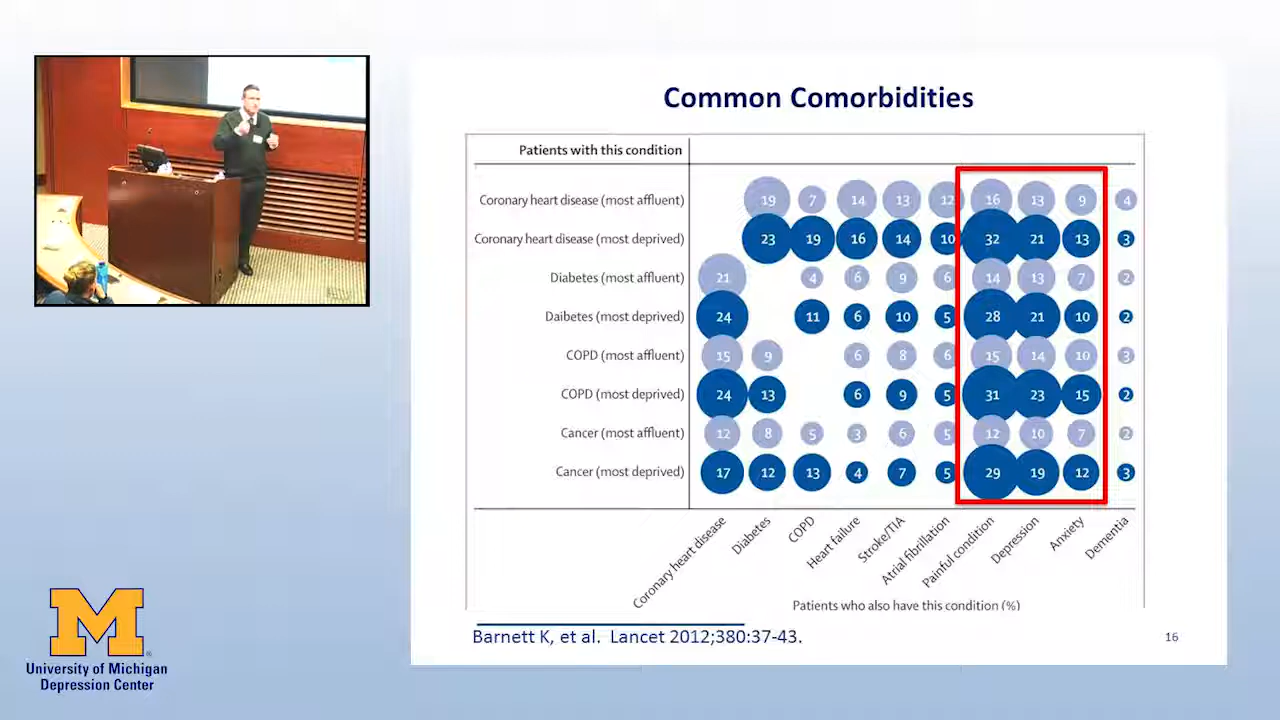 Common Comorbidities
Patients with this condition
Coronary heart disease (most affluent) 19 7 14 13 12 16 13 9 4
Coronary heart disease (most deprived) 23 19 16 14 10 32 21 13 3
Diabetes (most affluent) 21 4 6 9 6 14 13 7 2
Daibetes (most deprived) 24 11 6 10 5 28 21 10 2
COPD (most affluent) 15 9 6 8 6 15 14 10 3
COPD (most deprived) 24 13 6 9 5 31 23 15 2
Cancer (most affluent) 12 8 5 3 6 5 12 10 7 2
Cancer (most deprived) 17 12 13 4 7 5 29 19 12 3
Coronary heart disease
Diabetes
COPD
Heart failure
Stroke/TIA
Atrial fibrillation
Painful condition
Depression
Anxiety
Dementia
Patients who also have this condition (%)
Barnett K, et al. Lancet 2012;380:37-43.
16
M
University of Michigan
Depression Center